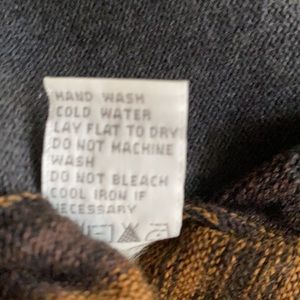 HAND WASH
COLD WATER
LAY FLAT TO DRY
DO NOT MACHINE
WASH
DO NOT BLEACH
COOL IRON IF
NECESSARY